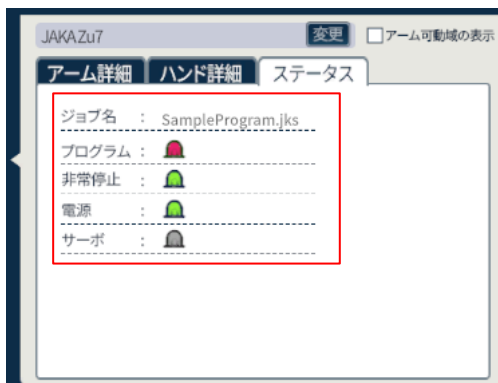 JAKA Zu7 変更 アーム可動域の表示
アーム詳細 ハンド詳細 ステータス
ジョブ名 : SampleProgram.jks
プログラム :
非常停止 :
電源 :
サーボ :